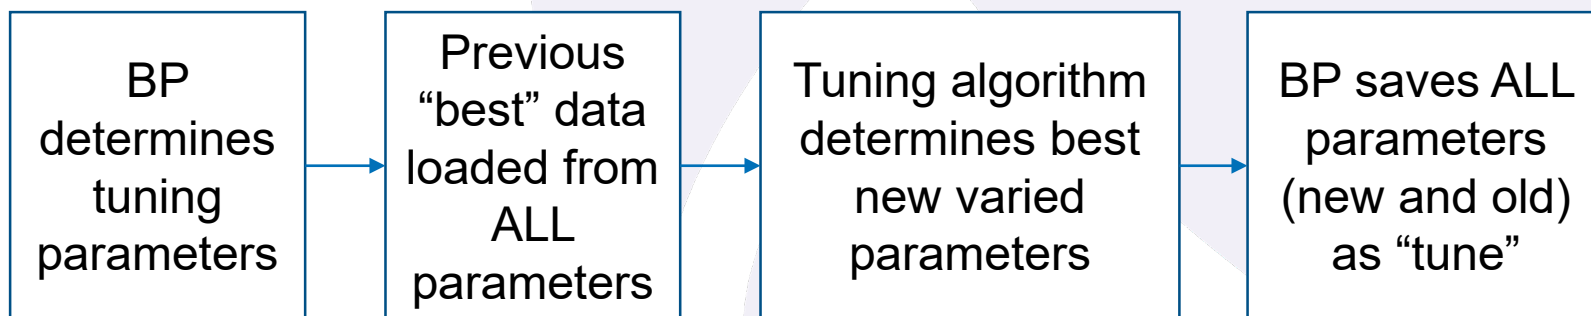 BP
determines
tuning
parameters
Previous
“best” data
loaded from
ALL
parameters
Tuning algorithm
determines best
new varied
parameters
BP saves ALL
parameters
(new and old)
as “tune”